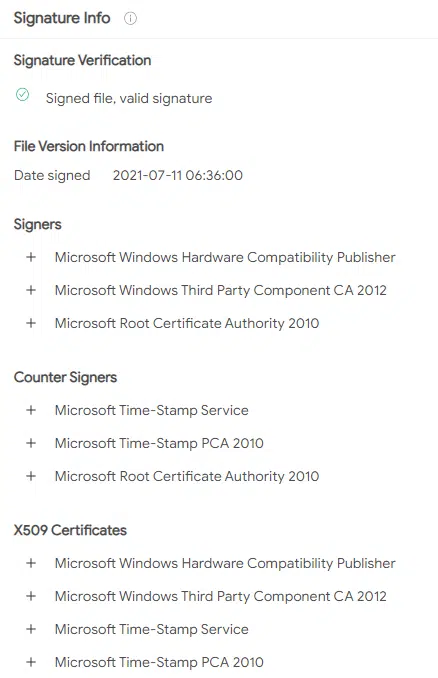 Signature Info
Signature Verification
Signed file, valid signature
File Version Information
Date signed 2021-07-11 06:36:00
Signers
+ Microsoft Windows Hardware Compatibility Publisher
+ Microsoft Windows Third Party Component CA 2012
+ Microsoft Root Certificate Authority 2010
Counter Signers
+ Microsoft Time-Stamp Service
+ Microsoft Time-Stamp PCA 2010
+ Microsoft Root Certificate Authority 2010
X509 Certificates
+ Microsoft Windows Hardware Compatibility Publisher
+ Microsoft Windows Third Party Component CA 2012
+ Microsoft Time-Stamp Service
+ Microsoft Time-Stamp PCA 2010